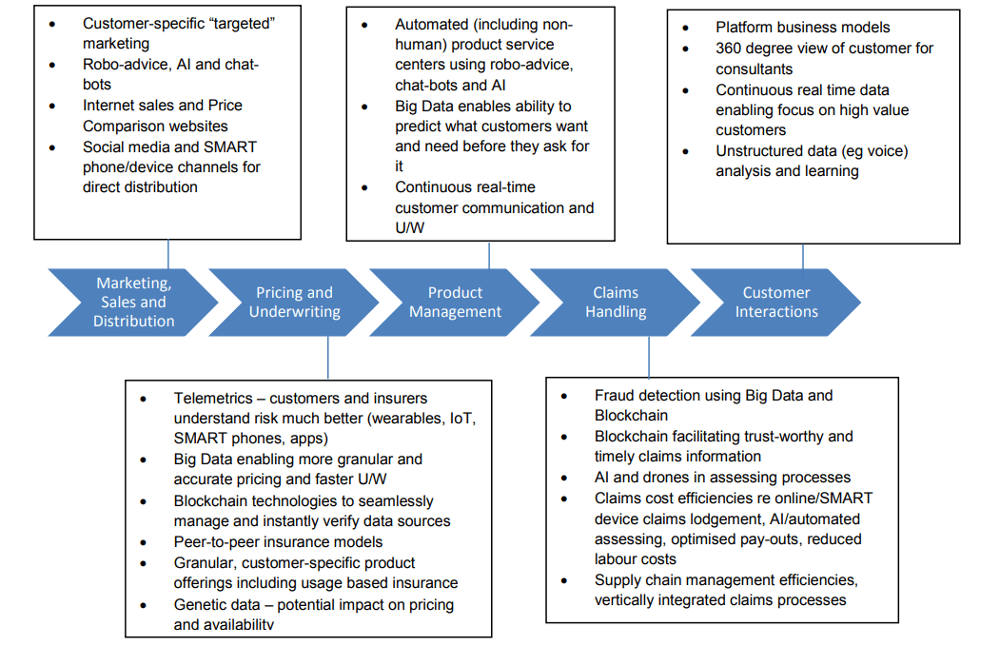 • Customer-specific “targeted”
marketing
• Robo-advice, AI and chat-
bots
• Internet sales and Price
Comparison websites
• Social media and SMART
phone/device channels for
direct distribution
• Automated (including non-
human) product service
centers using robo-advice,
chat-bots and AI
• Big Data enables ability to
predict what customers want
and need before they ask for
it
• Continuous real-time
customer communication and
U/W
• Platform business models
• 360 degree view of customer for
consultants
• Continuous real time data
enabling focus on high value
customers
• Unstructured data (eg voice)
analysis and learning
Marketing,
Sales and
Distribution
Pricing and
Underwriting
Product
Management
Claims
Handling
Customer
Interactions
• Telemetrics – customers and insurers
understand risk much better (wearables, IoT,
SMART phones, apps)
• Big Data enabling more granular and
accurate pricing and faster U/W
• Blockchain technologies to seamlessly
manage and instantly verify data sources
• Peer-to-peer insurance models
• Granular, customer-specific product
offerings including usage based insurance
• Genetic data – potential impact on pricing
and availability
• Fraud detection using Big Data and
Blockchain
• Blockchain facilitating trust-worthy and
timely claims information
• AI and drones in assessing processes
• Claims cost efficiencies re online/SMART
device claims lodgement, AI/automated
assessing, optimised pay-outs, reduced
labour costs
• Supply chain management efficiencies,
vertically integrated claims processes